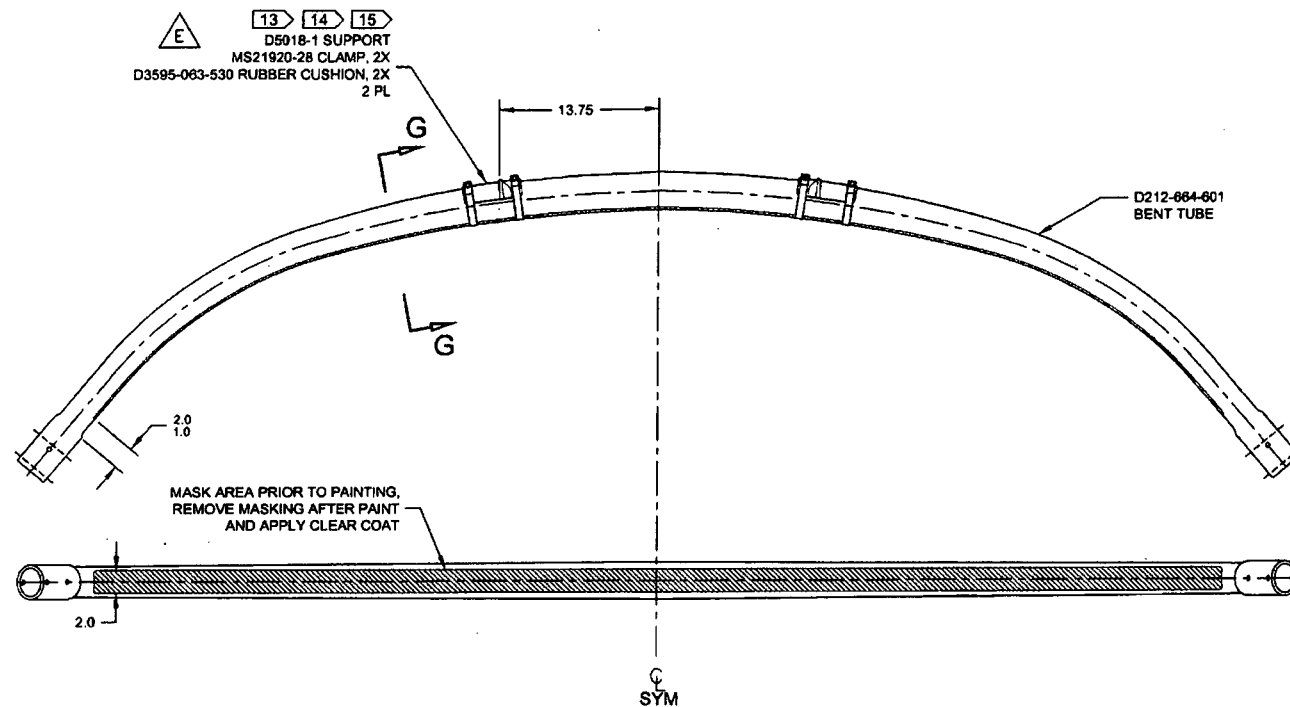 E
13 14 15
D5018-1 SUPPORT
MS21920-28 CLAMP, 2X
D3595-063-530 RUBBER CUSHION, 2X
2 PL
13.75
G
D212-664-601
BENT TUBE
G
2.0
1.0
MASK AREA PRIOR TO PAINTING,
REMOVE MASKING AFTER PAINT
AND APPLY CLEAR COAT
2.0
℄
SYM